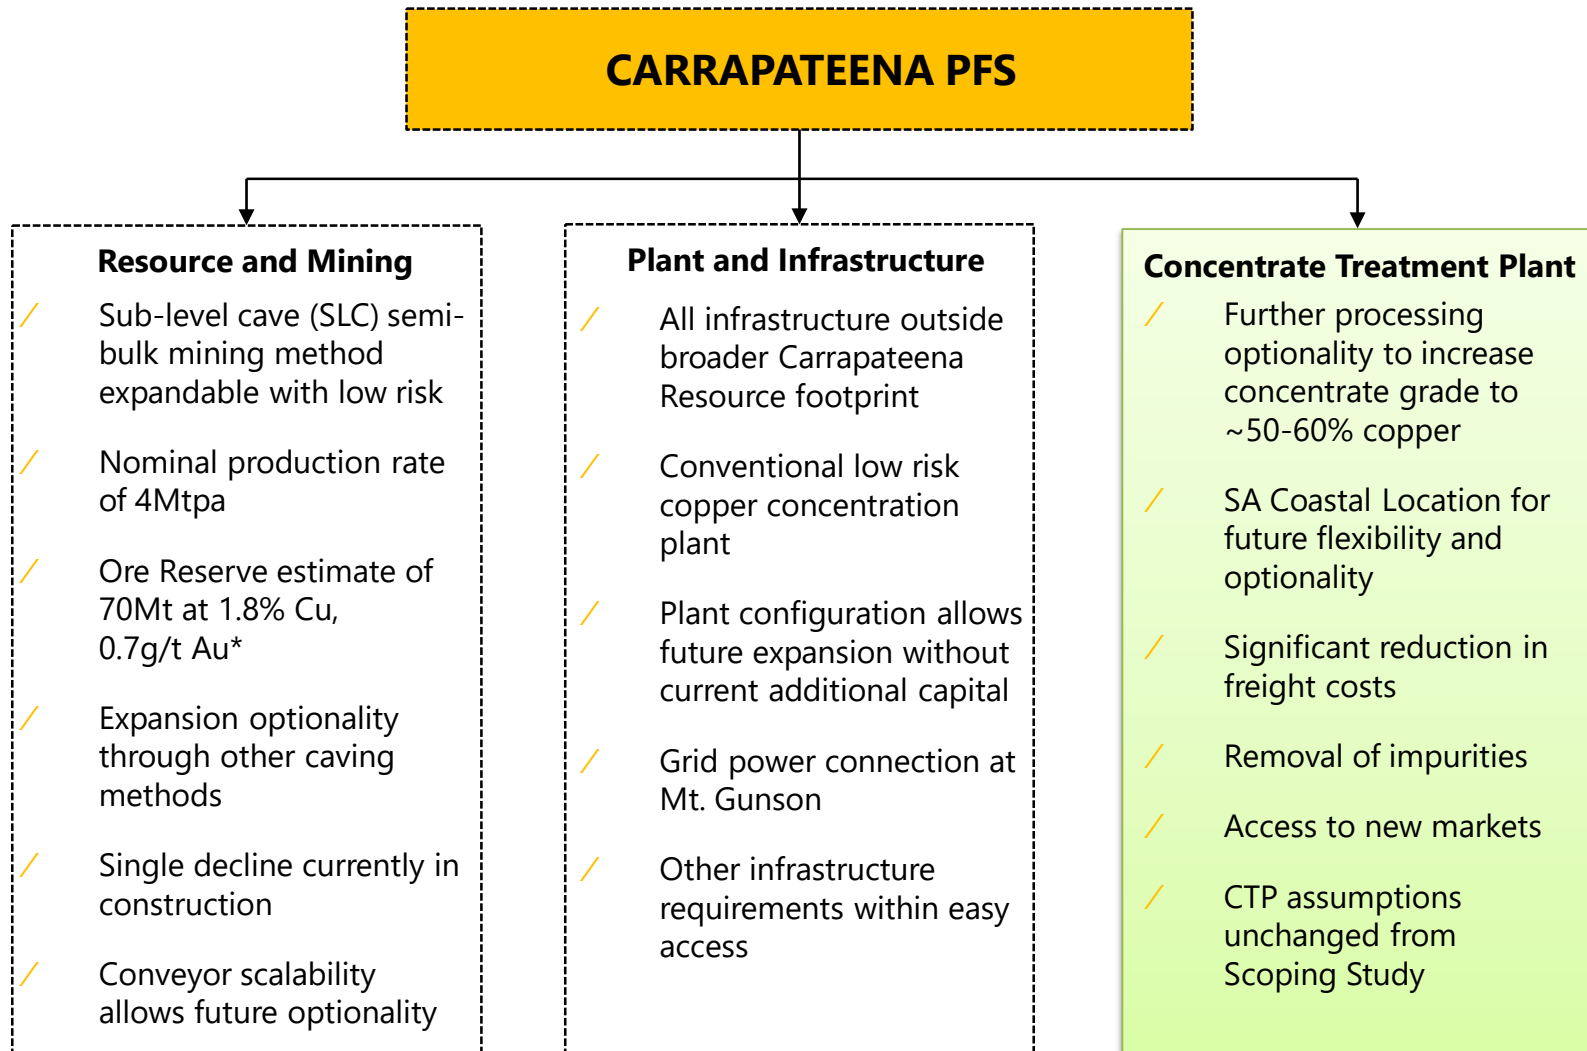 CARRAPATEENA PFS
Resource and Mining
Sub-level cave (SLC) semi-
bulk mining method
expandable with low risk
Nominal production rate
of 4Mtpa
Ore Reserve estimate of
70Mt at 1.8% Cu,
0.7g/t Au*
Expansion optionality
through other caving
methods
Single decline currently in
construction
Conveyor scalability
allows future optionality
Plant and Infrastructure
All infrastructure outside
broader Carrapateena
Resource footprint
Conventional low risk
copper concentration
plant
Plant configuration allows
future expansion without
current additional capital
Grid power connection at
Mt. Gunson
Other infrastructure
requirements within easy
access
Concentrate Treatment Plant
Further processing
optionality to increase
concentrate grade to
~50-60% copper
SA Coastal Location for
future flexibility and
optionality
Significant reduction in
freight costs
Removal of impurities
Access to new markets
CTP assumptions
unchanged from
Scoping Study